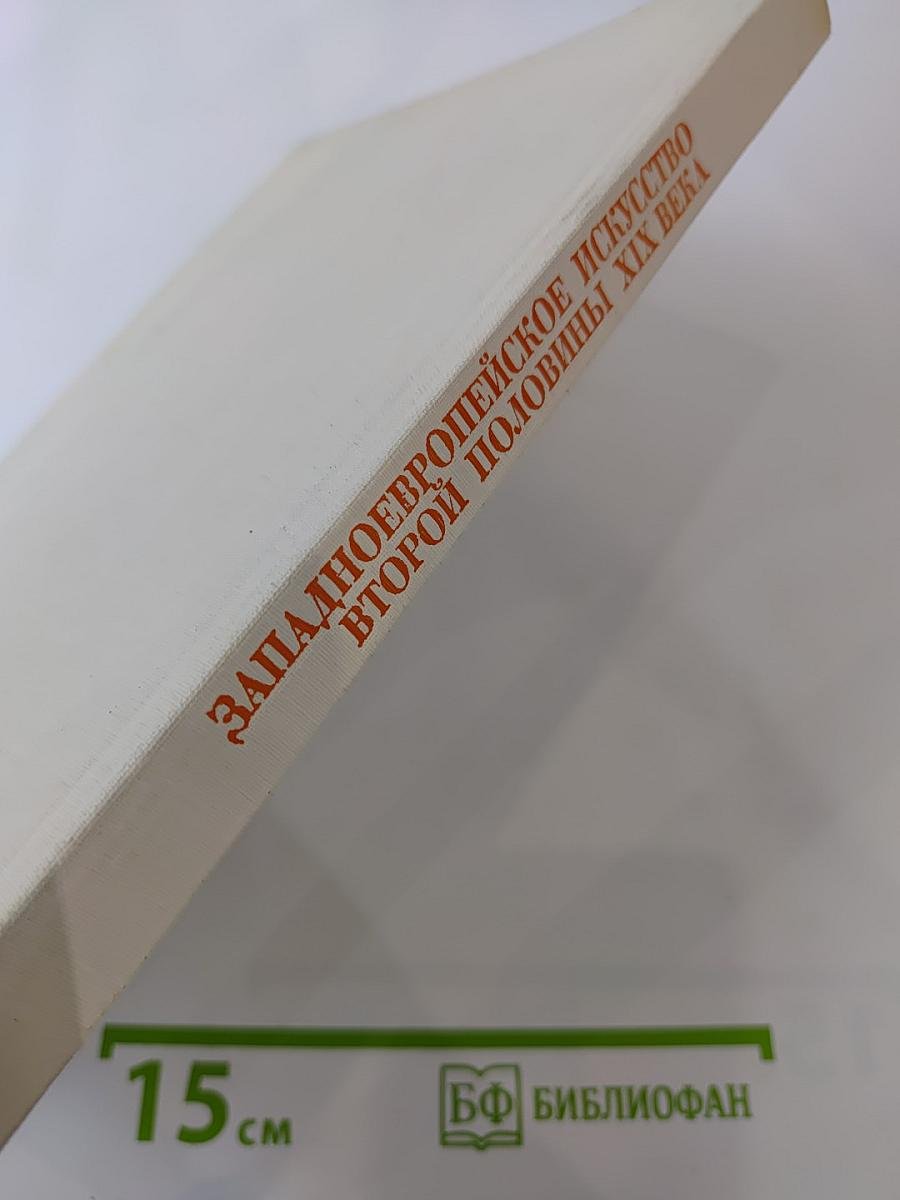 ЗАПАДНОЕВРОПЕЙСКОЕ ИСКУССТВО
ВТОРОЙ ПОЛОВИНЫ XIX ВЕКА
15 см
БФ БИБЛИОФАН